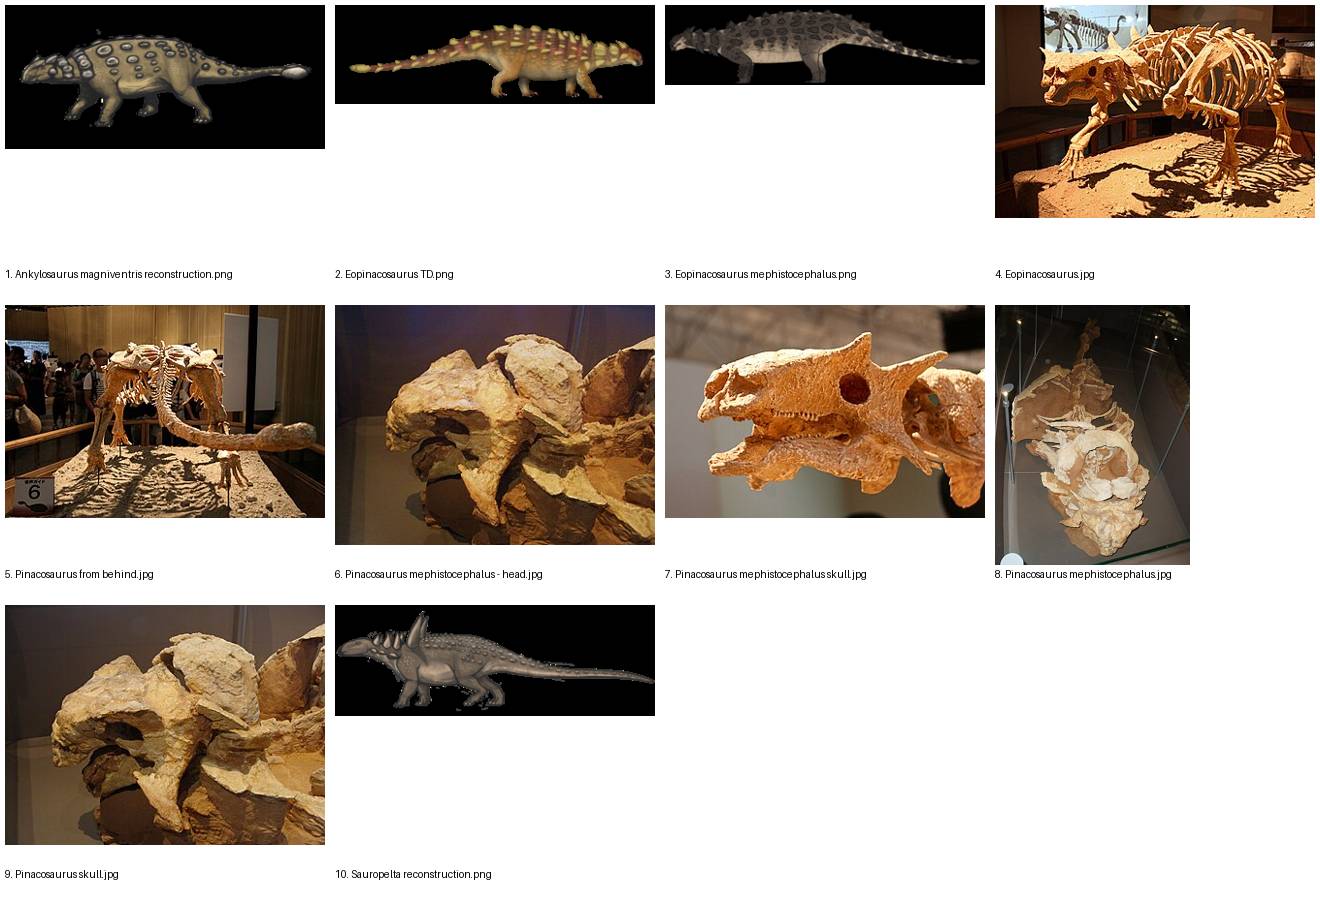 1. Ankylosaurus magniventris reconstruction.png
2. Eopinacosaurus TD.png
3. Eopinacosaurus mephistocephalus.png
4. Eopinacosaurus.jpg
6
5. Pinacosaurus from behind.jpg
6. Pinacosaurus mephistocephalus - head.jpg
7. Pinacosaurus mephistocephalus skull.jpg
8. Pinacosaurus mephistocephalus.jpg
9. Pinacosaurus skull.jpg
10. Sauropelta reconstruction.png